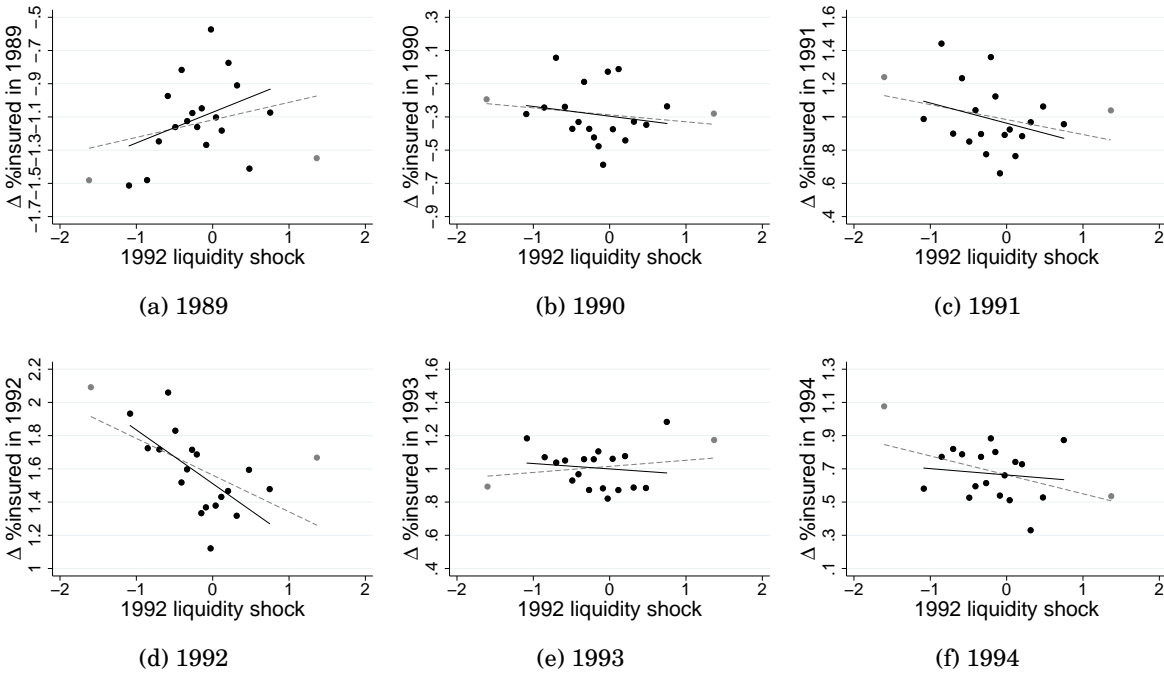 Δ %insured in 1989
−.5
−.7
−.9
−1.1
−1.3
−1.5
−1.7
−2 −1 0 1 2
1992 liquidity shock
(a) 1989
Δ %insured in 1990
.3
.1
−.1
−.3
−.5
−.7
−.9
−2 −1 0 1 2
1992 liquidity shock
(b) 1990
Δ %insured in 1991
1.6
1.4
1.2
1
.8
.6
.4
−2 −1 0 1 2
1992 liquidity shock
(c) 1991
Δ %insured in 1992
2.2
2
1.8
1.6
1.4
1.2
1
−2 −1 0 1 2
1992 liquidity shock
(d) 1992
Δ %insured in 1993
1.6
1.4
1.2
1
.8
.6
.4
−2 −1 0 1 2
1992 liquidity shock
(e) 1993
Δ %insured in 1994
1.3
1.1
.9
.7
.5
.3
.1
−2 −1 0 1 2
1992 liquidity shock
(f) 1994